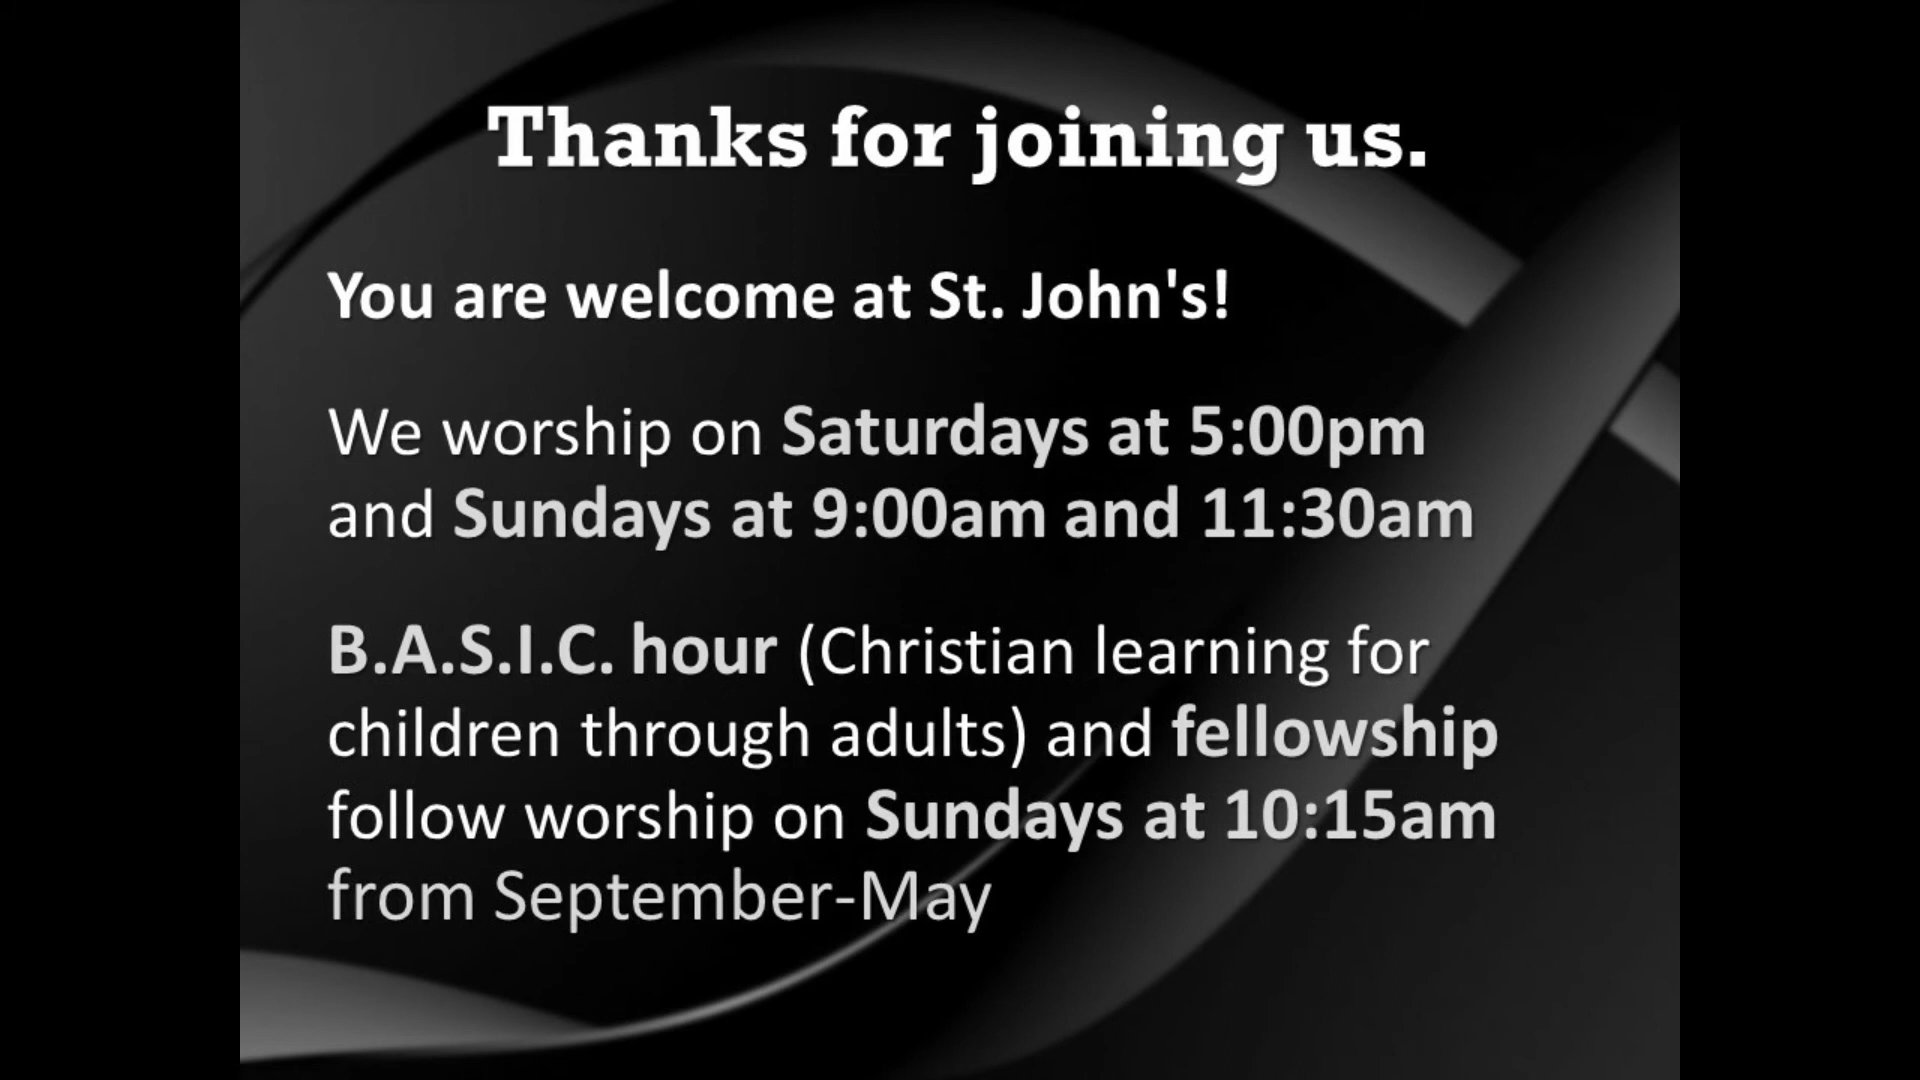 Thanks for joining us.
You are welcome at St. John's!
We worship on Saturdays at 5:00pm
and Sundays at 9:00am and 11:30am
B.A.S.I.C. hour (Christian learning for
children through adults) and fellowship
follow worship on Sundays at 10:15am
from September-May